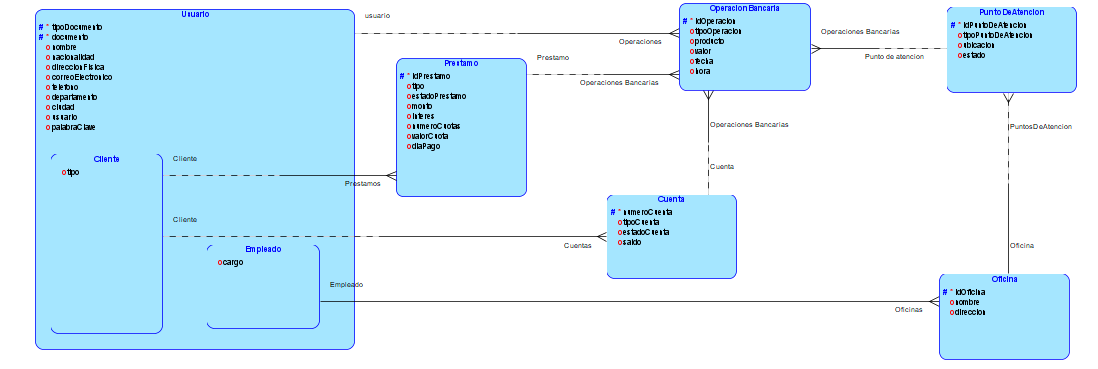 Usuario
# * tipoDocumento
# * documento
o nombre
o nacionalidad
o direccionFisica
o correoElectronico
o telefono
o departamento
o ciudad
o usuario
o palabraClave
Cliente
o tipo
Empleado
o cargo
usuario
Operaciones
Prestamo
# * idPrestamo
o tipo
o estadoPrestamo
o monto
o interes
o numeroCuotas
o valorCuota
o diaPago
Prestamo
Operaciones Bancarias
Cliente
Prestamos
Cliente
Cuentas
Empleado
Oficinas
OperacionBancaria
# * idOperacion
o tipoOperacion
o producto
o valor
o fecha
o hora
Operaciones Bancarias
Punto de atencion
Operaciones Bancarias
Cuenta
Cuenta
# * numeroCuenta
o tipoCuenta
o estadoCuenta
o saldo
PuntoDeAtencion
# * idPuntoDeAtencion
o tipoPuntoDeAtencion
o ubicacion
o estado
PuntosDeAtencion
Oficina
Oficina
# * idOficina
o nombre
o direccion